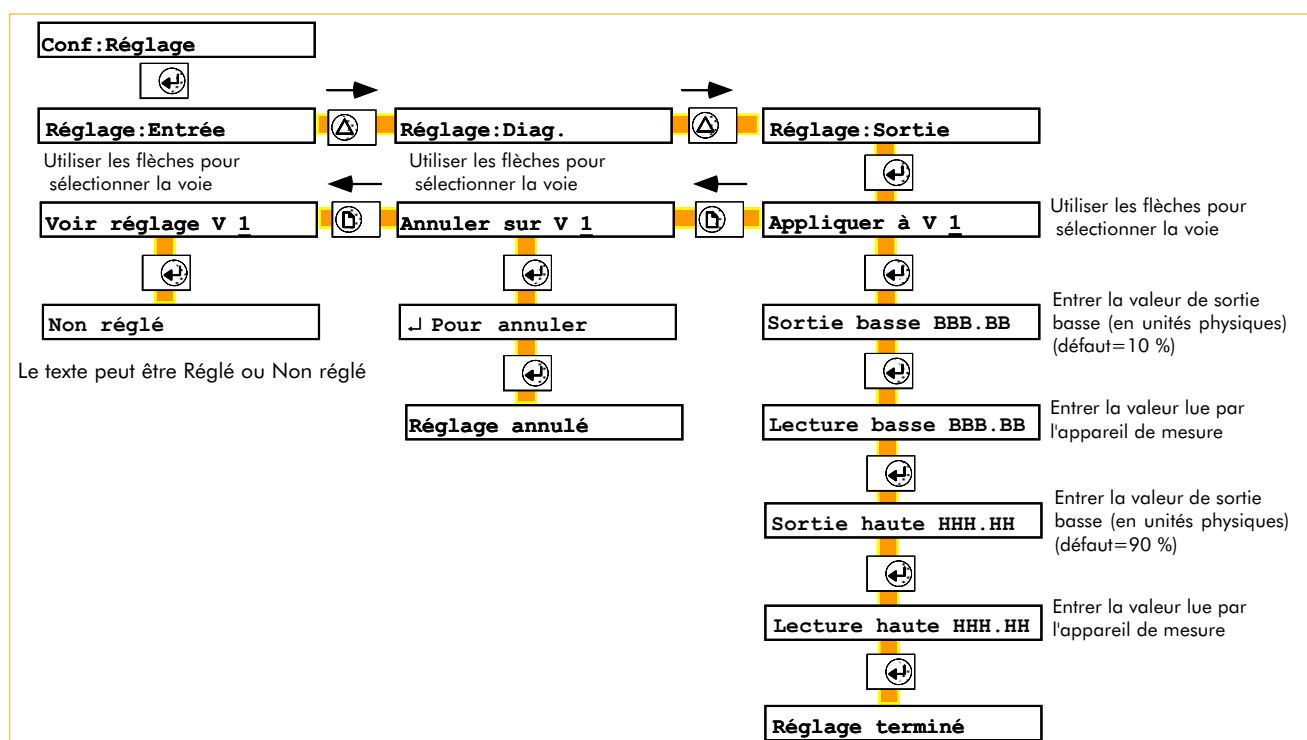 Conf:Réglage
Réglage:Entrée
Réglage:Diag.
Réglage:Sortie
Utiliser les flèches pour
sélectionner la voie
Utiliser les flèches pour
sélectionner la voie
Voir réglage V 1
Annuler sur V 1
Appliquer à V 1
Utiliser les flèches pour
sélectionner la voie
Non réglé
↵ Pour annuler
Sortie basse BBB.BB
Entrer la valeur de sortie
basse (en unités physiques)
(défaut=10 %)
Le texte peut être Réglé ou Non réglé
Réglage annulé
Lecture basse BBB.BB
Entrer la valeur lue par
l'appareil de mesure
Sortie haute HHH.HH
Entrer la valeur de sortie
basse (en unités physiques)
(défaut=90 %)
Lecture haute HHH.HH
Entrer la valeur lue par
l'appareil de mesure
Réglage terminé